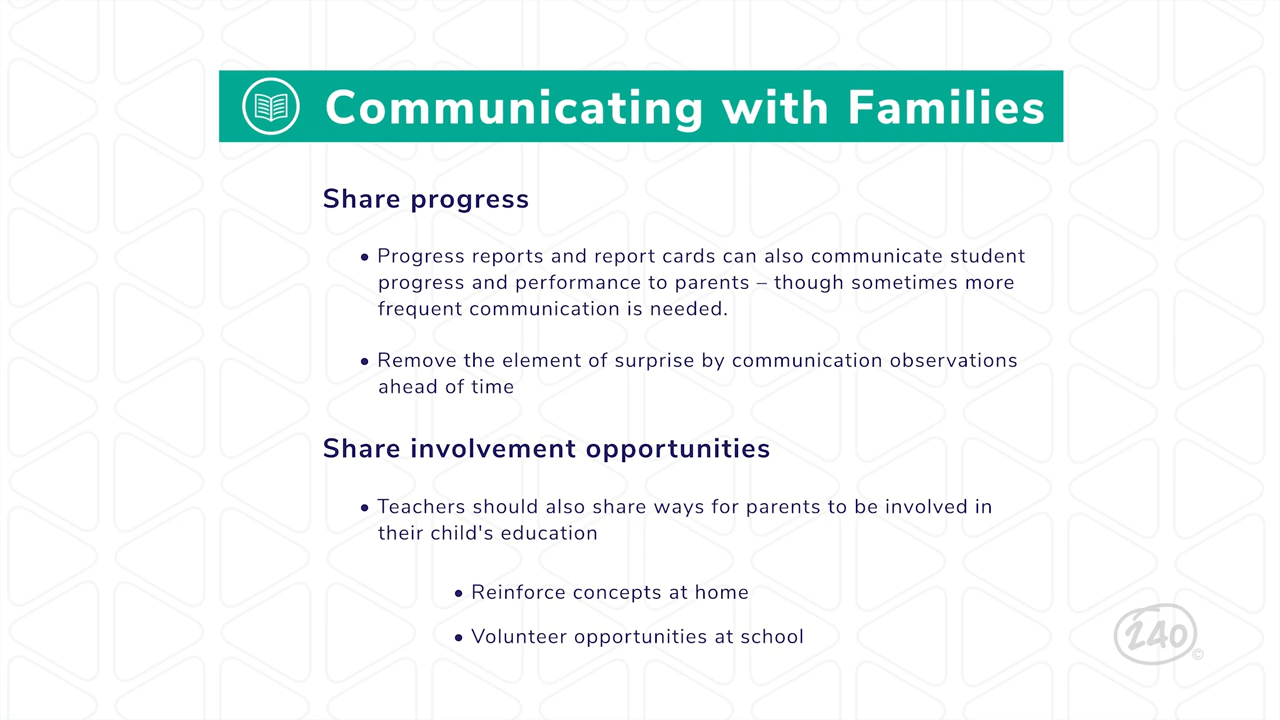 Communicating with Families
Share progress
• Progress reports and report cards can also communicate student
progress and performance to parents – though sometimes more
frequent communication is needed.
• Remove the element of surprise by communication observations
ahead of time
Share involvement opportunities
• Teachers should also share ways for parents to be involved in
their child's education
• Reinforce concepts at home
• Volunteer opportunities at school
240
©